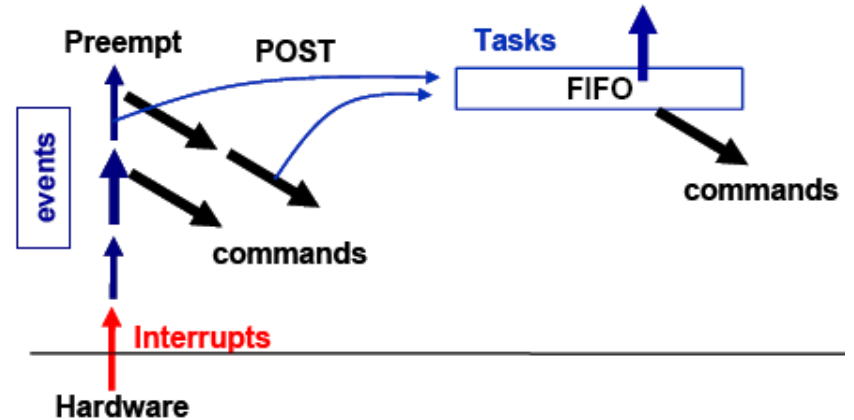 Preempt
POST
Tasks
FIFO
events
commands
commands
Interrupts
Hardware